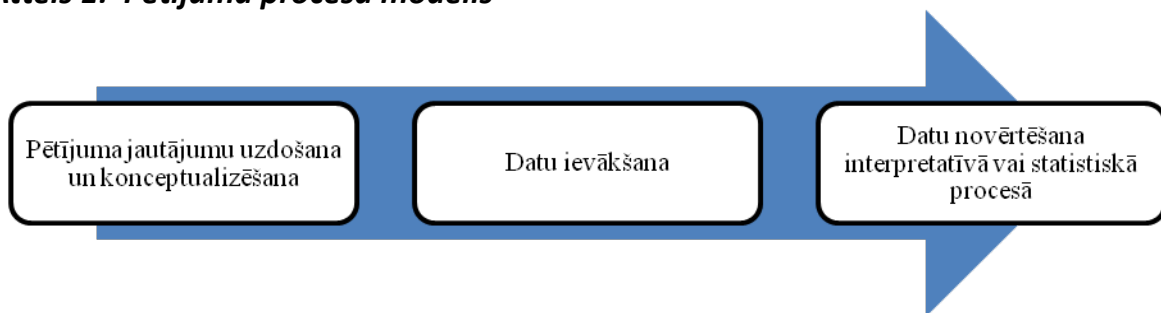 Pētījuma procesa modelis
Pētījuma jautājumu uzdošana
un konceptualizēšana
Datu ievākšana
Datu novērtēšana
interpretatīvā vai statistiskā
procesā